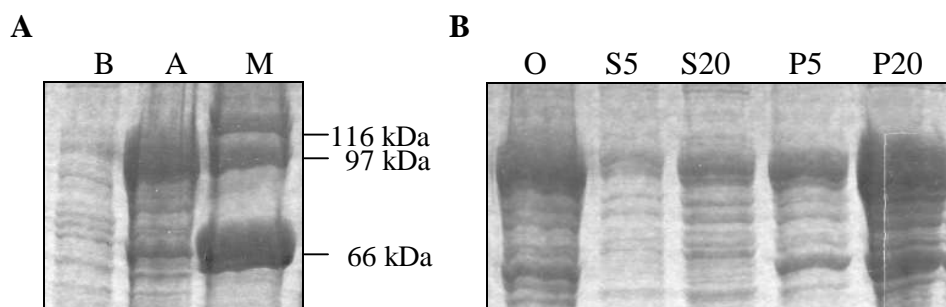 A B
B A M O S5 S20 P5 P20
116 kDa
97 kDa
66 kDa